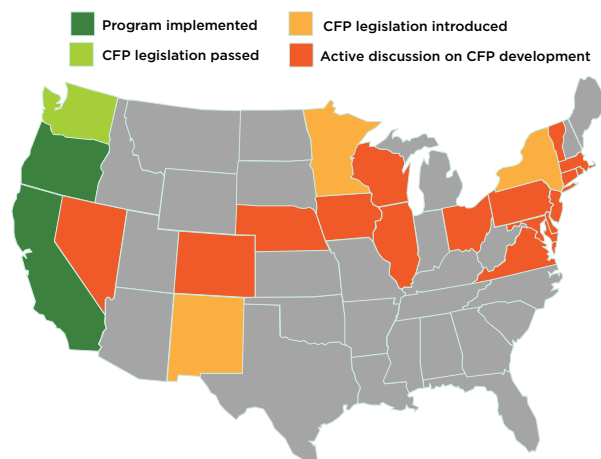 Program implemented
CFP legislation introduced
CFP legislation passed
Active discussion on CFP development